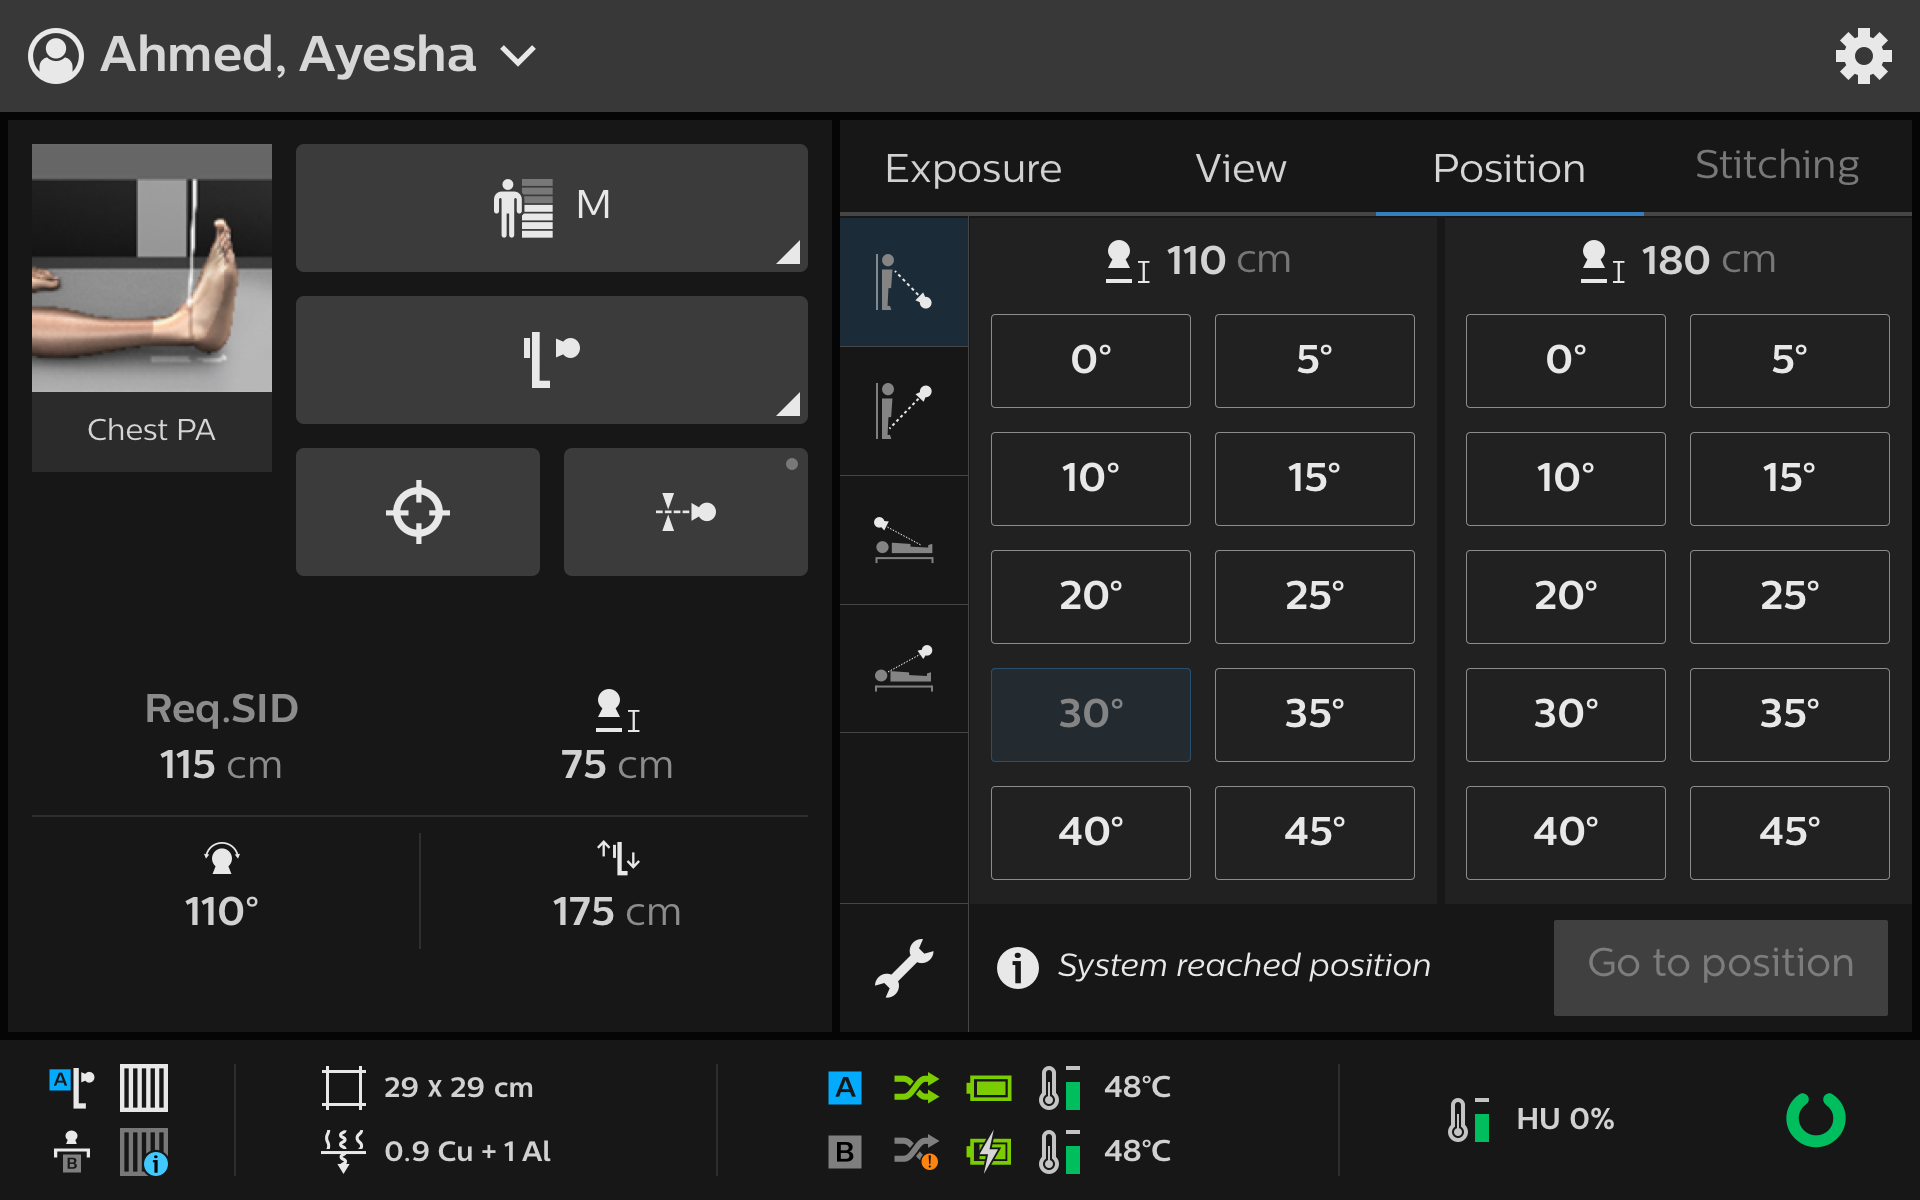 Ahmed, Ayesha
Chest PA
M
Req.SID
115 cm
75 cm
110°
175 cm
Exposure
View
Position
Stitching
110 cm
0° 5°
10° 15°
20° 25°
30° 35°
40° 45°
180 cm
0° 5°
10° 15°
20° 25°
30° 35°
40° 45°
System reached position
Go to position
A
B
29 x 29 cm
0.9 Cu + 1 Al
A 48°C
B 48°C
HU 0%